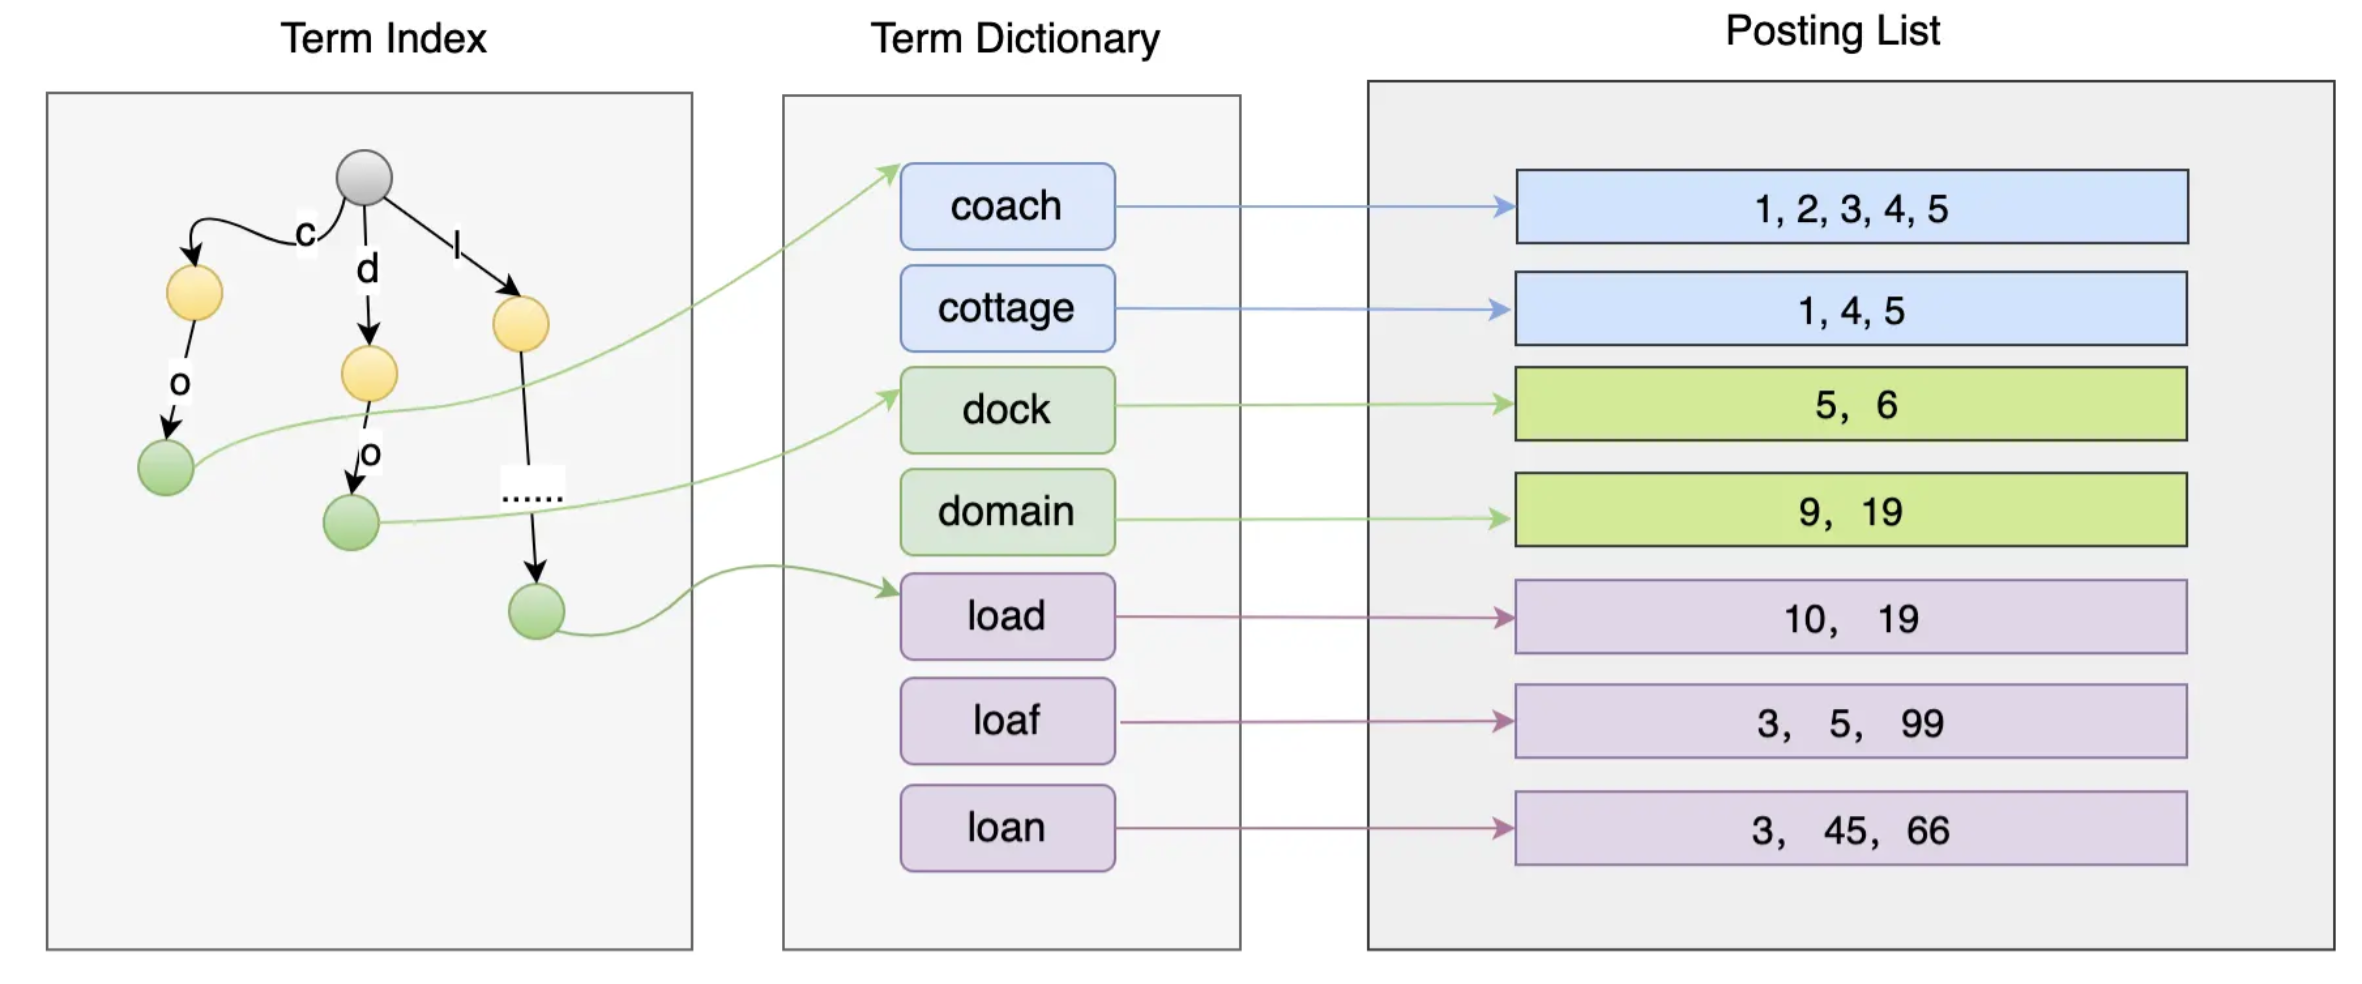 Term Index
Term Dictionary
Posting List
c
d
l
o
o
......
coach
cottage
dock
domain
load
loaf
loan
1, 2, 3, 4, 5
1, 4, 5
5, 6
9, 19
10, 19
3, 5, 99
3, 45, 66